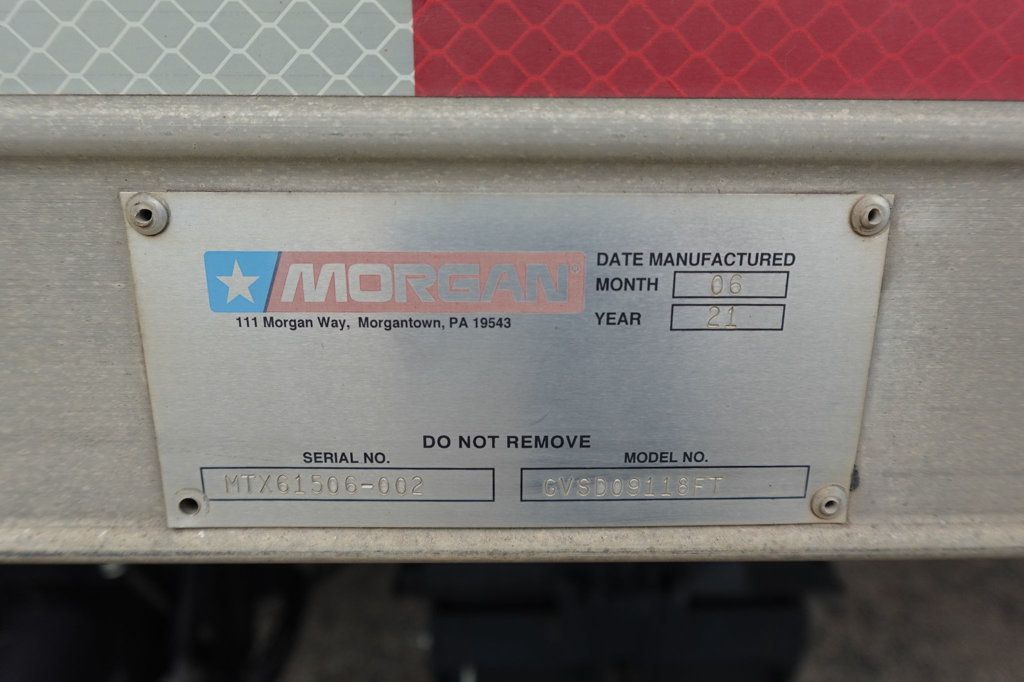 MORGAN®
111 Morgan Way, Morgantown, PA 19543
DATE MANUFACTURED
MONTH 06
YEAR 21
DO NOT REMOVE
SERIAL NO.
MTX61506-002
MODEL NO.
GVSD09118FT